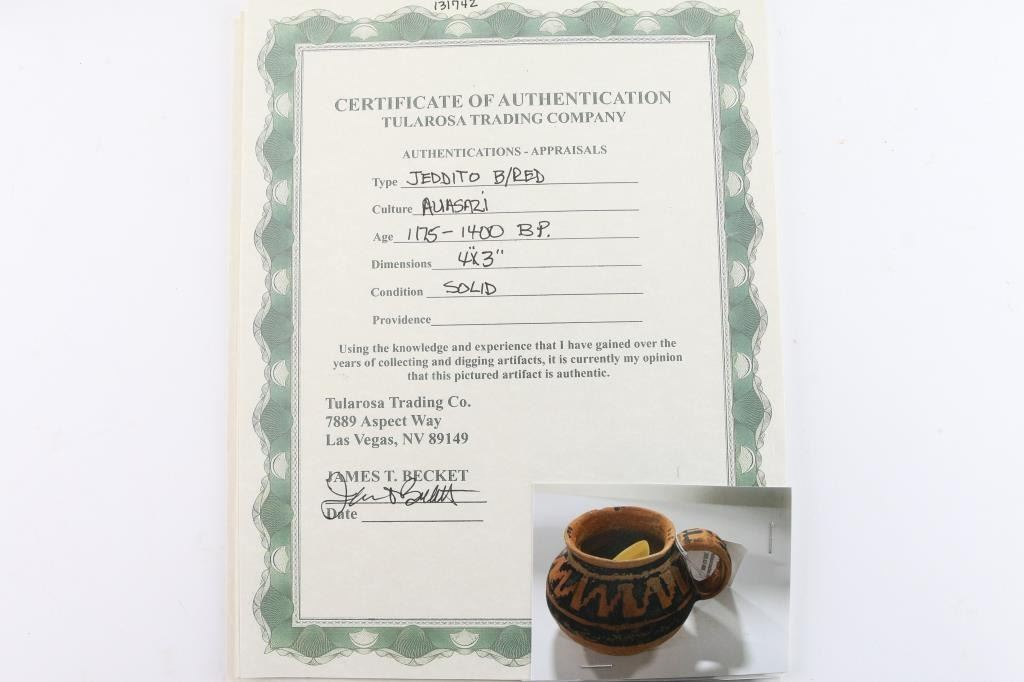 131742
CERTIFICATE OF AUTHENTICATION
TULAROSA TRADING COMPANY
AUTHENTICATIONS - APPRAISALS
Type JEDDITO B/RED
Culture ANASAZI
Age 1175-1400 BP.
Dimensions 4"x3"
Condition SOLID
Providence
Using the knowledge and experience that I have gained over the
years of collecting and digging artifacts, it is currently my opinion
that this pictured artifact is authentic.
Tularosa Trading Co.
7889 Aspect Way
Las Vegas, NV 89149
JAMES T. BECKET
Date